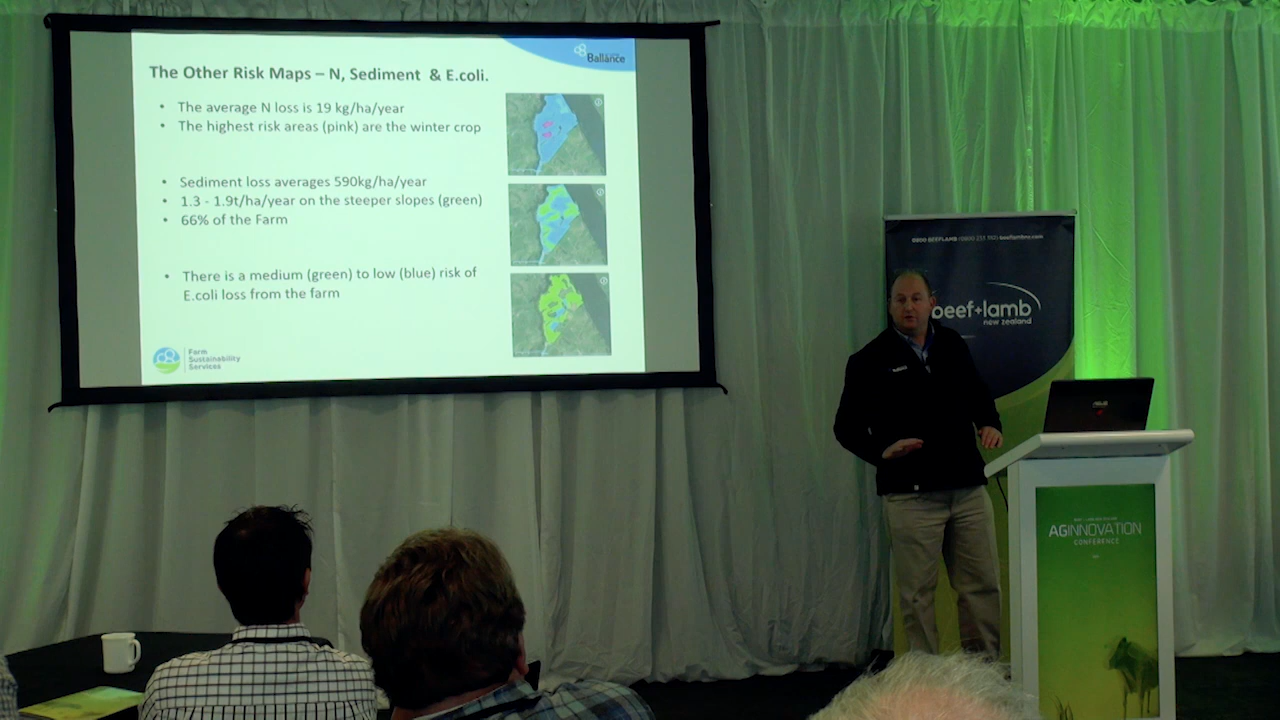 Ballance
The Other Risk Maps – N, Sediment & E.coli.
• The average N loss is 19 kg/ha/year
• The highest risk areas (pink) are the winter crop
• Sediment loss averages 590kg/ha/year
• 1.3 - 1.9t/ha/year on the steeper slopes (green)
• 66% of the Farm
• There is a medium (green) to low (blue) risk of
E.coli loss from the farm
Farm
Sustainability
Services
0800 BEEFLAMB
beef+lamb
new zealand
ASUS
AGINNOVATION
CONFERENCE